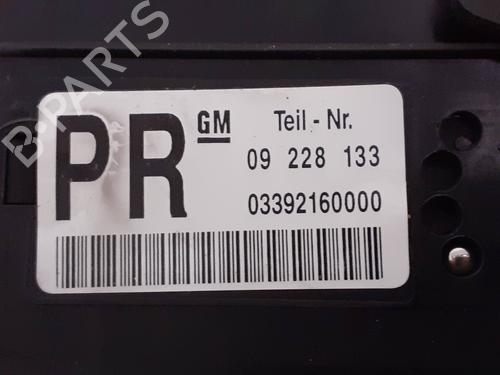 B-PARTS
PR
GM
Teil - Nr.
09 228 133
03392160000